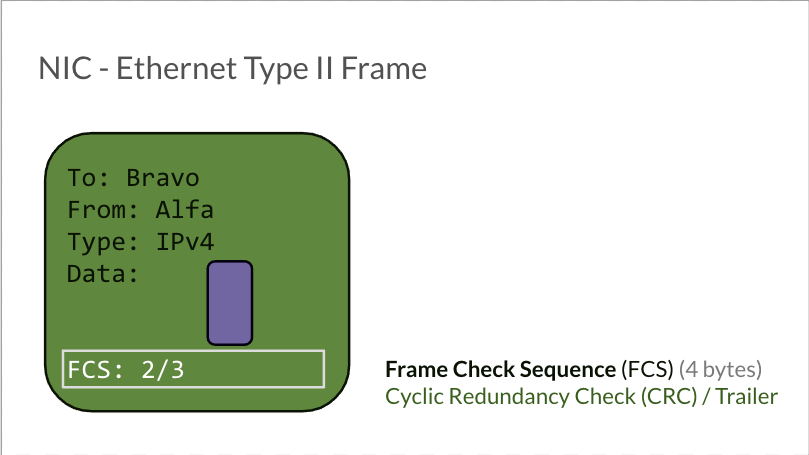 NIC - Ethernet Type II Frame
To: Bravo
From: Alfa
Type: IPv4
Data:
FCS: 2/3
Frame Check Sequence (FCS) (4 bytes)
Cyclic Redundancy Check (CRC) / Trailer